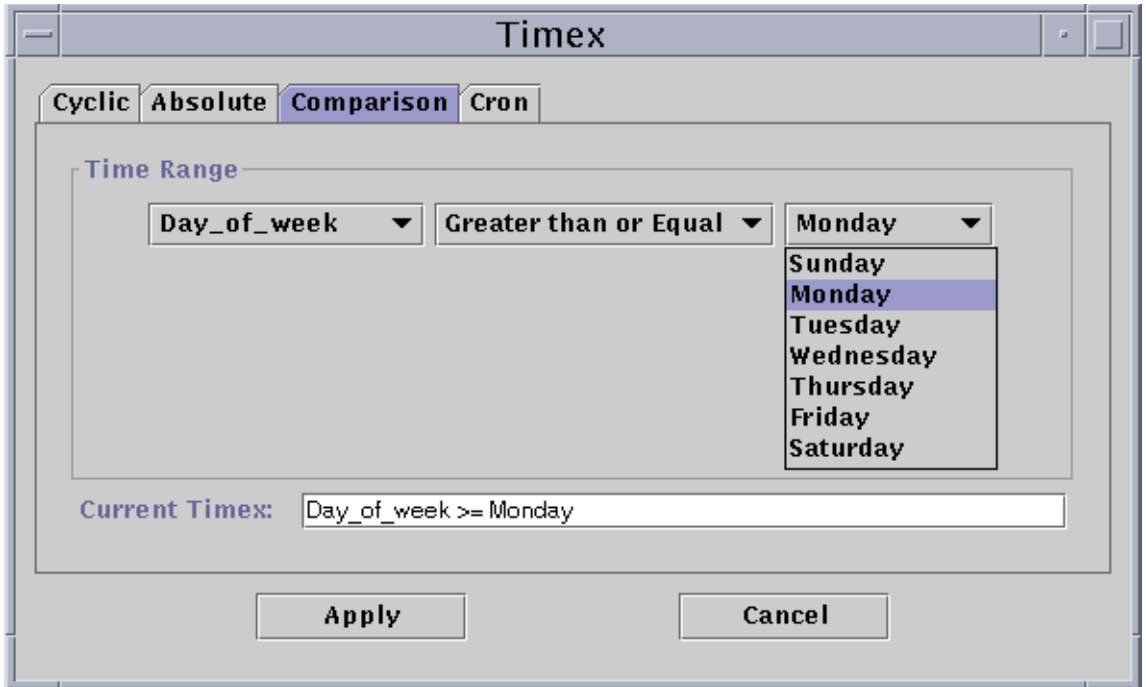 Timex
Cyclic Absolute Comparison Cron
Time Range
Day_of_week Greater than or Equal Monday
Sunday
Monday
Tuesday
Wednesday
Thursday
Friday
Saturday
Current Timex: Day_of_week >= Monday
Apply Cancel